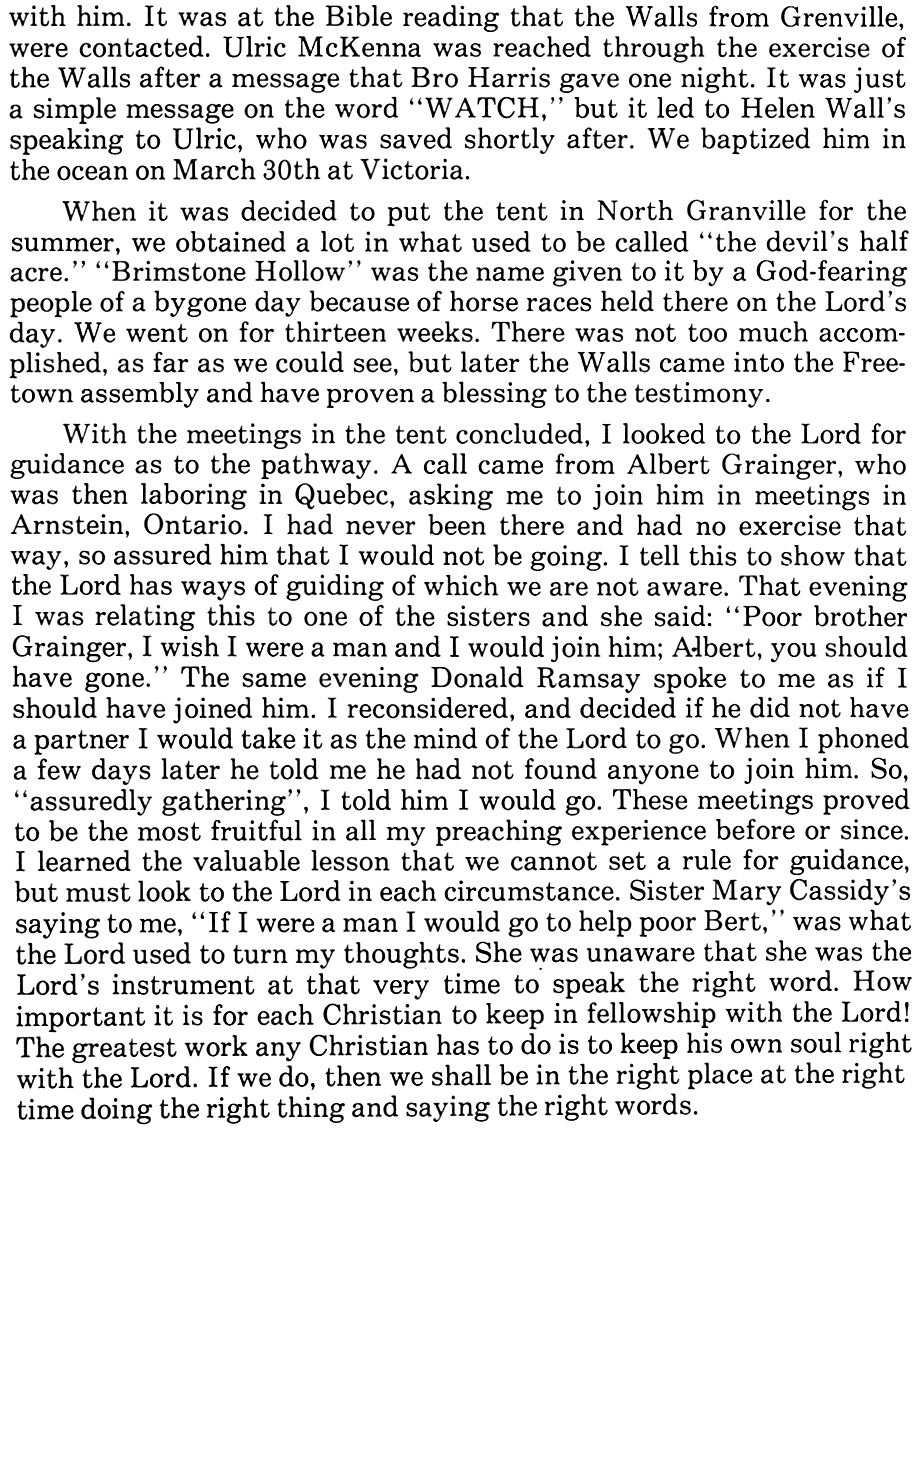 with him. It was at the Bible reading that the Walls from Grenville,
were contacted. Ulric McKenna was reached through the exercise of
the Walls after a message that Bro Harris gave one night. It was just
a simple message on the word ‘‘WATCH,’’ but it led to Helen Wall's
speaking to Ulric, who was saved shortly after. We baptized him in
the ocean on March 30th at Victoria.
When it was decided to put the tent in North Granville for the
summer, we obtained a lot in what used to be called ‘‘the devil's half
acre.’’ ‘‘Brimstone Hollow’’ was the name given to it by a God-fearing
people of a bygone day because of horse races held there on the Lord's
day. We went on for thirteen weeks. There was not too much accom-
plished, as far as we could see, but later the Walls came into the Free-
town assembly and have proven a blessing to the testimony.
With the meetings in the tent concluded, I looked to the Lord for
guidance as to the pathway. A call came from Albert Grainger, who
was then laboring in Quebec, asking me to join him in meetings in
Arnstein, Ontario. I had never been there and had no exercise that
way, so assured him that I would not be going. I tell this to show that
the Lord has ways of guiding of which we are not aware. That evening
I was relating this to one of the sisters and she said: ‘‘Poor brother
Grainger, I wish I were a man and I would join him; Albert, you should
have gone.’’ The same evening Donald Ramsay spoke to me as if I
should have joined him. I reconsidered, and decided if he did not have
a partner I would take it as the mind of the Lord to go. When I phoned
a few days later he told me he had not found anyone to join him. So,
‘‘assuredly gathering’’, I told him I would go. These meetings proved
to be the most fruitful in all my preaching experience before or since.
I learned the valuable lesson that we cannot set a rule for guidance,
but must look to the Lord in each circumstance. Sister Mary Cassidy's
saying to me, ‘‘If I were a man I would go to help poor Bert,’’ was what
the Lord used to turn my thoughts. She was unaware that she was the
Lord's instrument at that very time to speak the right word. How
important it is for each Christian to keep in fellowship with the Lord!
The greatest work any Christian has to do is to keep his own soul right
with the Lord. If we do, then we shall be in the right place at the right
time doing the right thing and saying the right words.